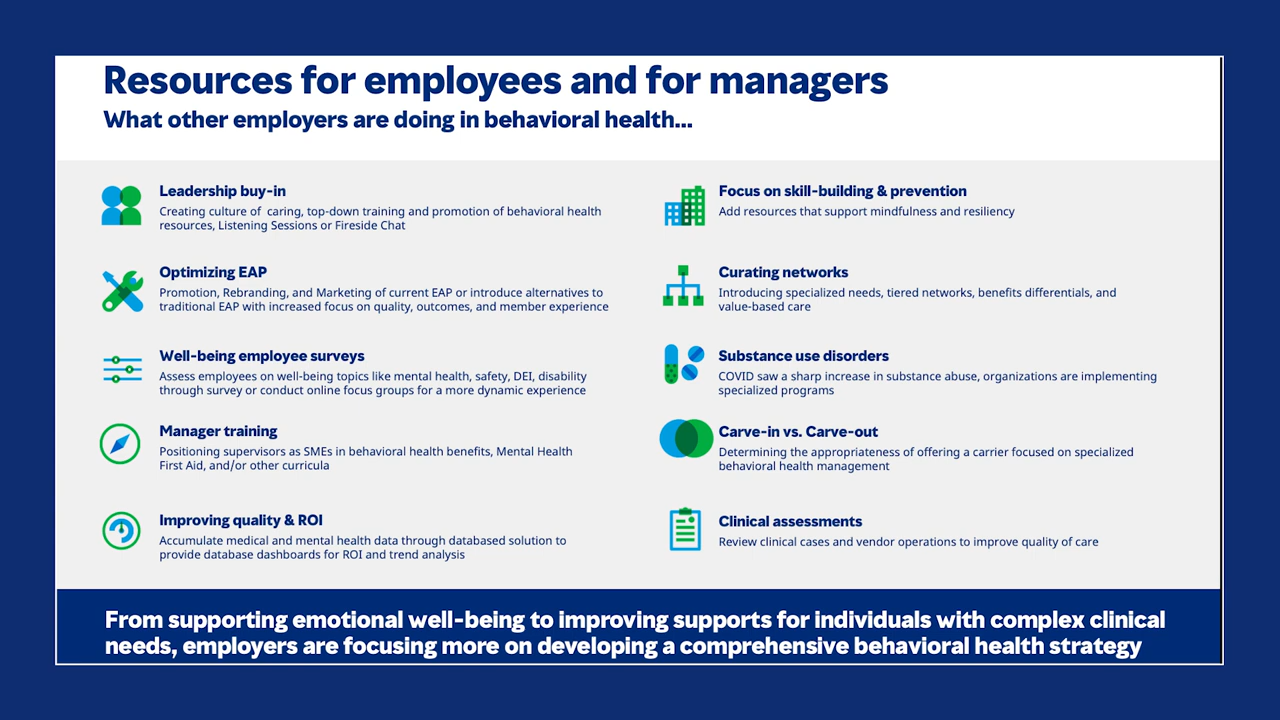 Resources for employees and for managers
What other employers are doing in behavioral health...
Leadership buy-in
Creating culture of  caring, top-down training and promotion of behavioral health
resources, Listening Sessions or Fireside Chat
Optimizing EAP
Promotion, Rebranding, and Marketing of current EAP or introduce alternatives to
traditional EAP with increased focus on quality, outcomes, and member experience
Well-being employee surveys
Assess employees on well-being topics like mental health, safety, DEI, disability
through survey or conduct online focus groups for a more dynamic experience
Manager training
Positioning supervisors as SMEs in behavioral health benefits, Mental Health
First Aid, and/or other curricula
Improving quality & ROI
Accumulate medical and mental health data through databased solution to
provide database dashboards for ROI and trend analysis
Focus on skill-building & prevention
Add resources that support mindfulness and resiliency
Curating networks
Introducing specialized needs, tiered networks, benefits differentials, and
value-based care
Substance use disorders
COVID saw a sharp increase in substance abuse, organizations are implementing
specialized programs
Carve-in vs. Carve-out
Determining the appropriateness of offering a carrier focused on specialized
behavioral health management
Clinical assessments
Review clinical cases and vendor operations to improve quality of care
From supporting emotional well-being to improving supports for individuals with complex clinical
needs, employers are focusing more on developing a comprehensive behavioral health strategy